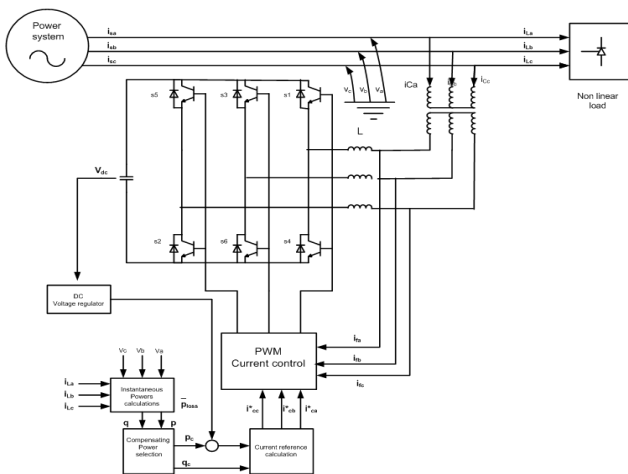 Power
system
isa
isb
isc
iLa
iLb
iLc
Non linear
load
iCa
iCc
Vc
Vb
Va
s5
s3
s1
L
Vdc
s2
s6
s4
DC
Voltage regulator
PWM
Current control
ifa
ifb
ifc
Vc Vb Va
iLa
iLb
iLc
Instantaneous
Powers
calculations
p̅loss
q
p
i*cc
i*cb
i*ca
Compensating
Power
selection
pc
qc
Current reference
calculation